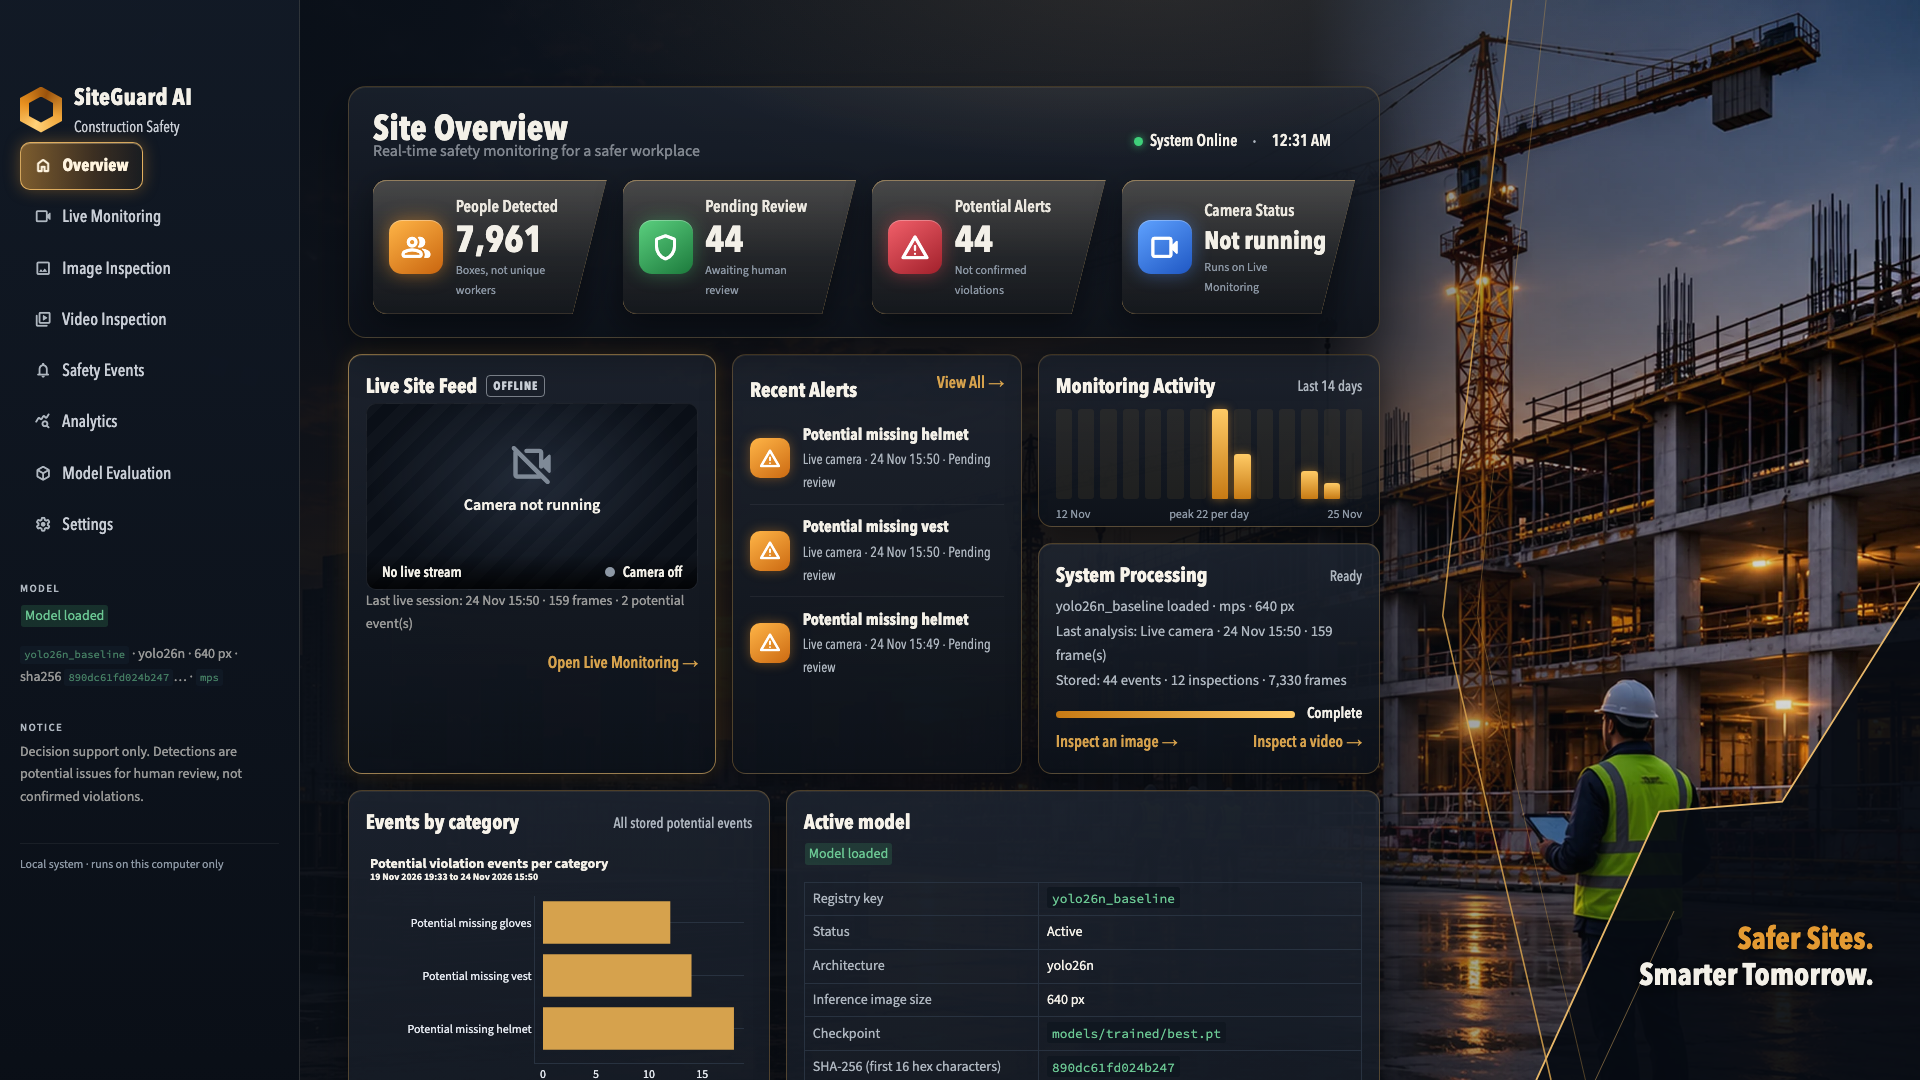 SiteGuard AI
Construction Safety
Overview
Live Monitoring
Image Inspection
Video Inspection
Safety Events
Analytics
Model Evaluation
Settings
MODEL
Model loaded
yolo26n_baseline · yolo26n · 640 px ·
sha256 890dc61fd024b247 … · mps
NOTICE
Decision support only. Detections are
potential issues for human review, not
confirmed violations.
Local system · runs on this computer only
Site Overview
Real-time safety monitoring for a safer workplace
System Online · 12:31 AM
People Detected
7,961
Boxes, not unique
workers
Pending Review
44
Awaiting human
review
Potential Alerts
44
Not confirmed
violations
Camera Status
Not running
Runs on Live
Monitoring
Live Site Feed OFFLINE
Camera not running
No live stream Camera off
Last live session: 24 Nov 15:50 · 159 frames · 2 potential
event(s)
Open Live Monitoring →
Recent Alerts View All →
Potential missing helmet
Live camera · 24 Nov 15:50 · Pending
review
Potential missing vest
Live camera · 24 Nov 15:50 · Pending
review
Potential missing helmet
Live camera · 24 Nov 15:49 · Pending
review
Monitoring Activity Last 14 days
12 Nov peak 22 per day 25 Nov
System Processing Ready
yolo26n_baseline loaded · mps · 640 px
Last analysis: Live camera · 24 Nov 15:50 · 159
frame(s)
Stored: 44 events · 12 inspections · 7,330 frames
Complete
Inspect an image → Inspect a video →
Events by category All stored potential events
Potential violation events per category
19 Nov 2026 19:33 to 24 Nov 2026 15:50
Potential missing gloves
Potential missing vest
Potential missing helmet
0 5 10 15
Active model
Model loaded
Registry key yolo26n_baseline
Status Active
Architecture yolo26n
Inference image size 640 px
Checkpoint models/trained/best.pt
SHA-256 (first 16 hex characters) 890dc61fd024b247
Safer Sites.
Smarter Tomorrow.